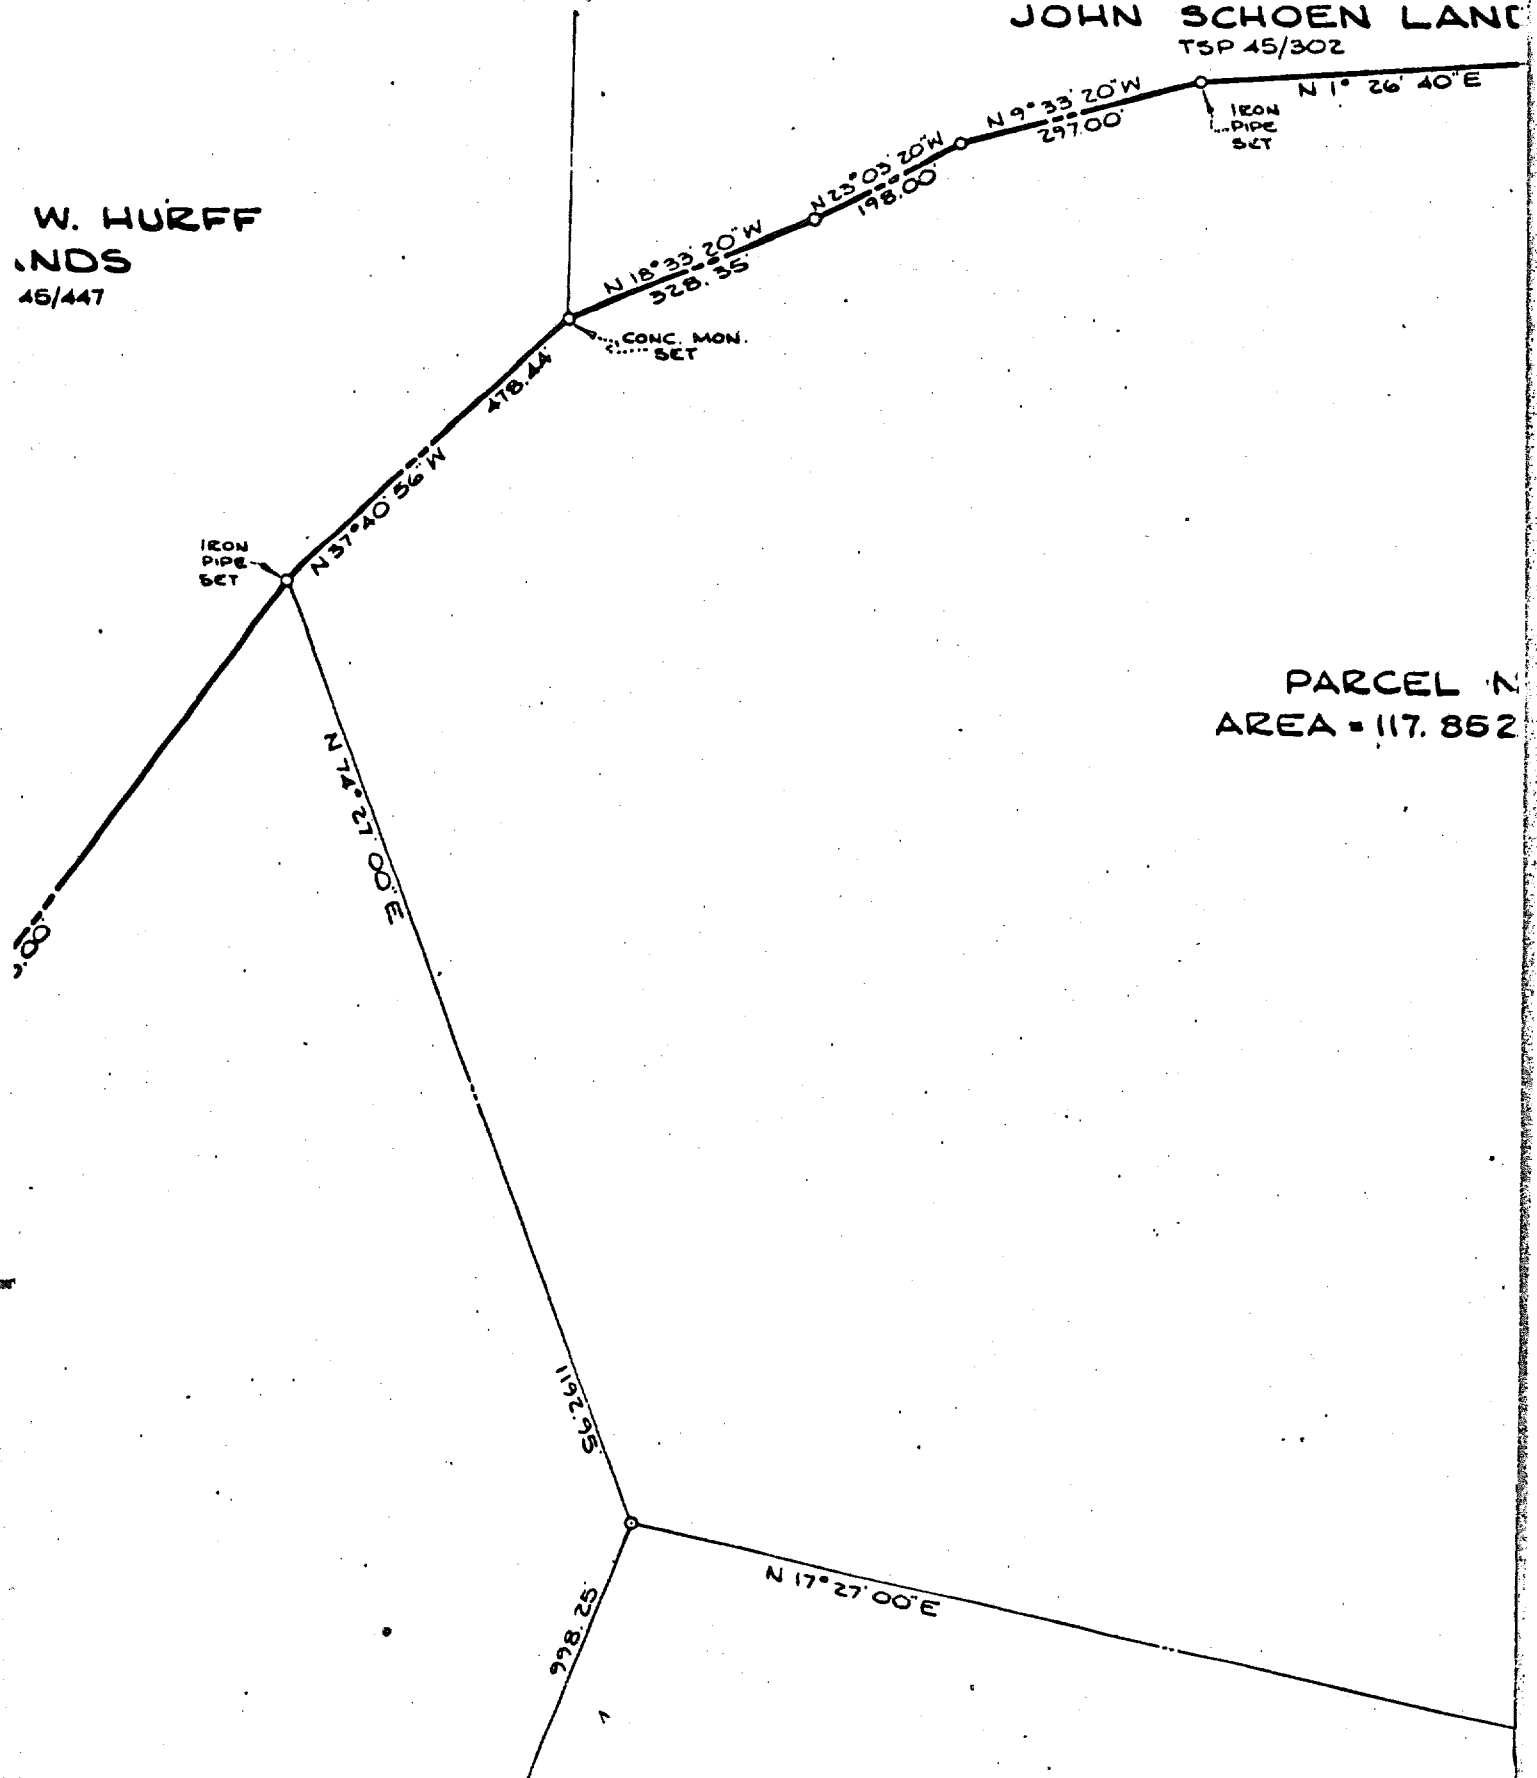 JOHN SCHOEN LAND
TSP 45/302
N 1° 26' 40" E
IRON
PIPE
SET
N 9° 33' 20" W
297.00'
N 23° 03' 20" W
198.00'
N 18° 33' 20" W
328.35'
W. HURFF
NDS
45/447
CONC. MON.
SET
478.44'
N 37° 40' 56" W
IRON
PIPE
SET
PARCEL N
AREA = 117.852
N 74° 27' 00" E
.00'
1192.95'
N 17° 27' 00" E
998.25'